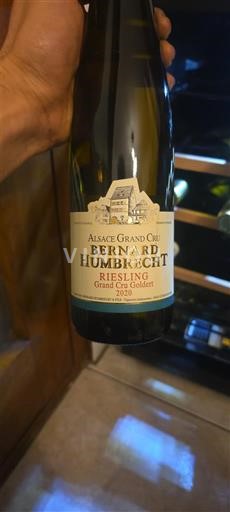 ALSACE GRAND CRU
BERNARD
HUMBRECHT
RIESLING
Grand Cru Goldert
2020